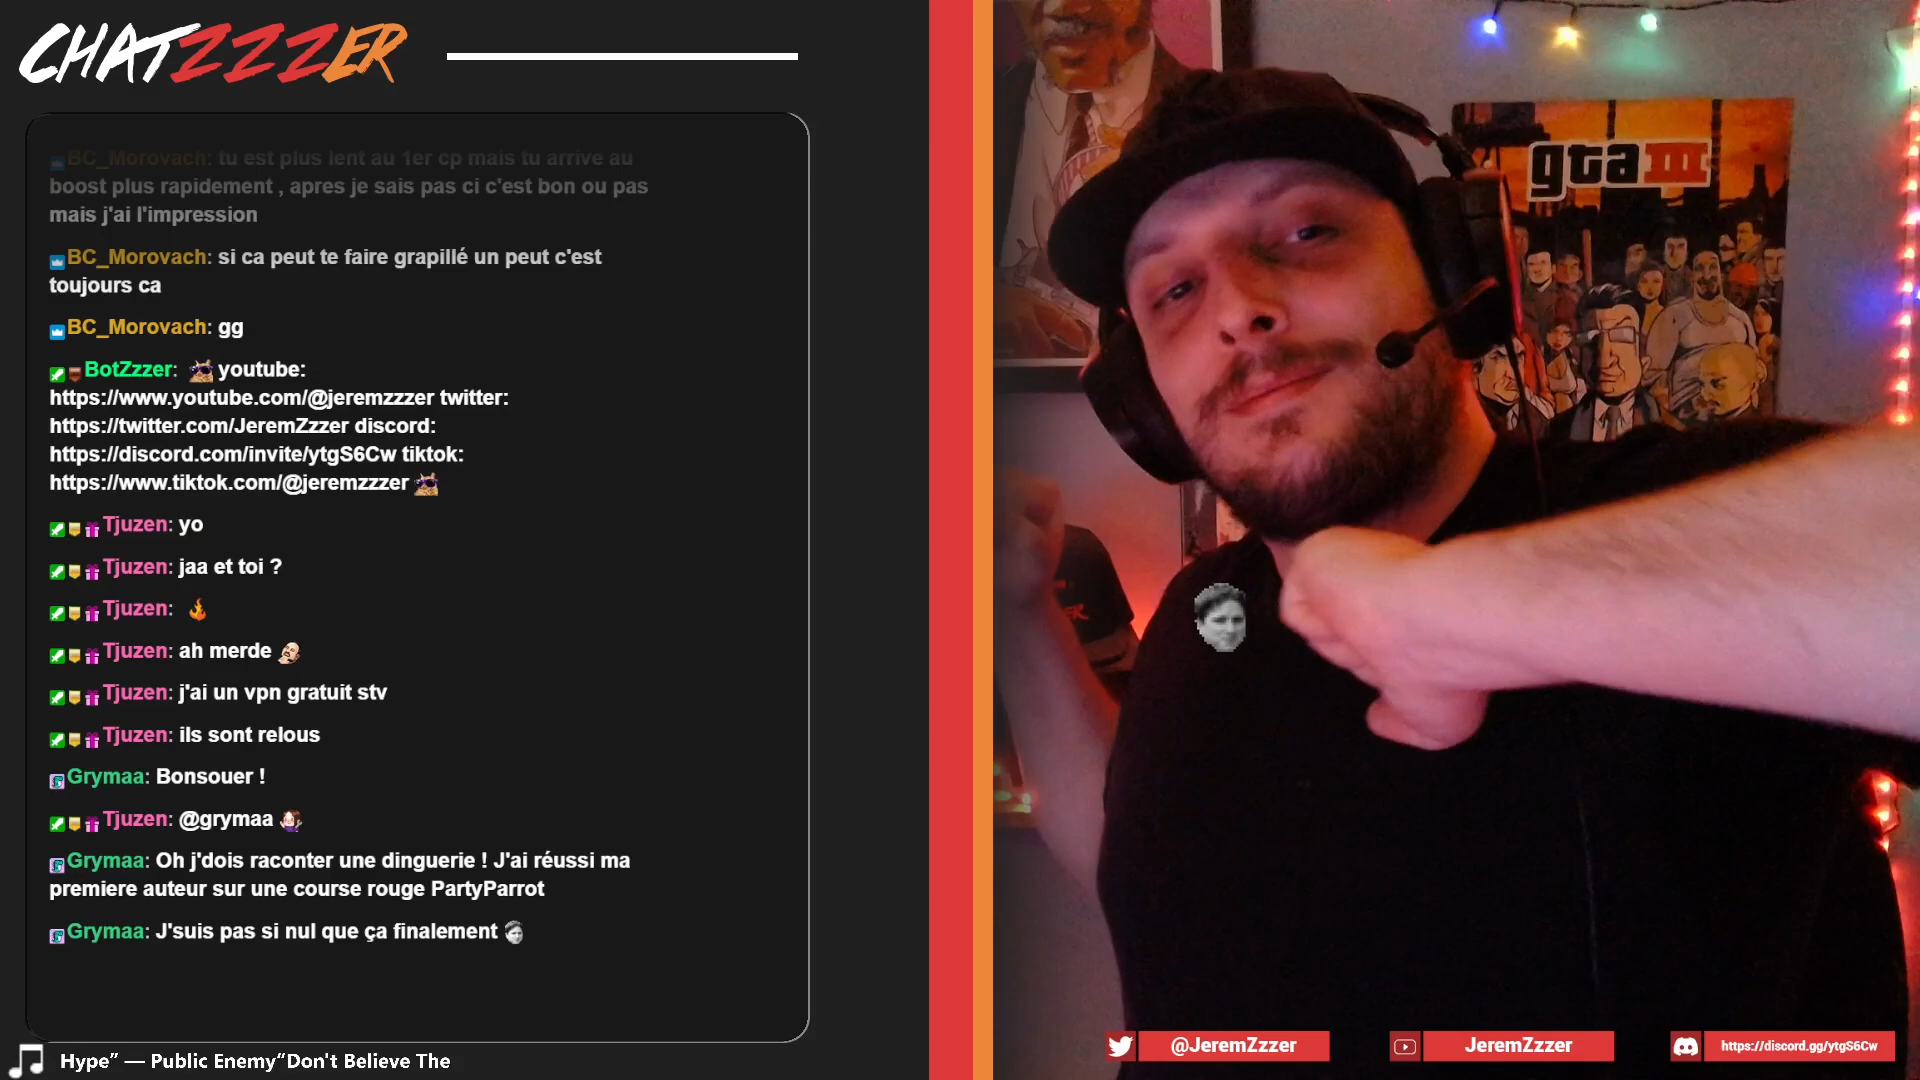 CHATZZZER
BC_Morovach: tu est plus lent au 1er cp mais tu arrive au
boost plus rapidement , apres je sais pas ci c'est bon ou pas
mais j'ai l'impression
BC_Morovach: si ca peut te faire grapillé un peut c'est
toujours ca
BC_Morovach: gg
BotZzzer: youtube:
https://www.youtube.com/@jeremzzzer twitter:
https://twitter.com/JeremZzzer discord:
https://discord.com/invite/ytgS6Cw tiktok:
https://www.tiktok.com/@jeremzzzer
Tjuzen: yo
Tjuzen: jaa et toi ?
Tjuzen: 🔥
Tjuzen: ah merde
Tjuzen: j'ai un vpn gratuit stv
Tjuzen: ils sont relous
Grymaa: Bonsouer !
Tjuzen: @grymaa
Grymaa: Oh j'dois raconter une dinguerie ! J'ai réussi ma
premiere auteur sur une course rouge PartyParrot
Grymaa: J'suis pas si nul que ça finalement
Hype” — Public Enemy“Don't Believe The
gta III
@JeremZzzer
JeremZzzer
https://discord.gg/ytgS6Cw